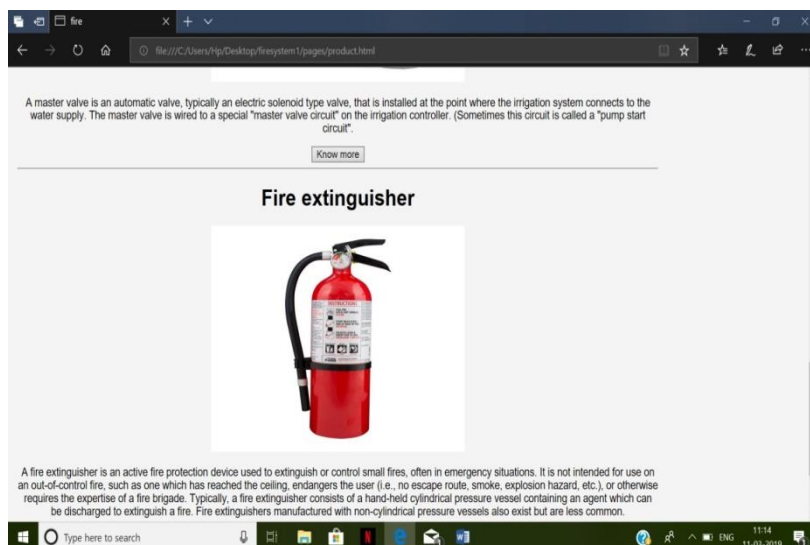 fire
file:///C:/Users/Hp/Desktop/firesystem1/pages/product.html
A master valve is an automatic valve, typically an electric solenoid type valve, that is installed at the point where the irrigation system connects to the
water supply. The master valve is wired to a special "master valve circuit" on the irrigation controller. (Sometimes this circuit is called a "pump start
circuit".
Know more
Fire extinguisher
INSTRUCTIONS
A fire extinguisher is an active fire protection device used to extinguish or control small fires, often in emergency situations. It is not intended for use on
an out-of-control fire, such as one which has reached the ceiling, endangers the user (i.e., no escape route, smoke, explosion hazard, etc.), or otherwise
requires the expertise of a fire brigade. Typically, a fire extinguisher consists of a hand-held cylindrical pressure vessel containing an agent which can
be discharged to extinguish a fire. Fire extinguishers manufactured with non-cylindrical pressure vessels also exist but are less common.
Type here to search
ENG
11:14
11-03-2019